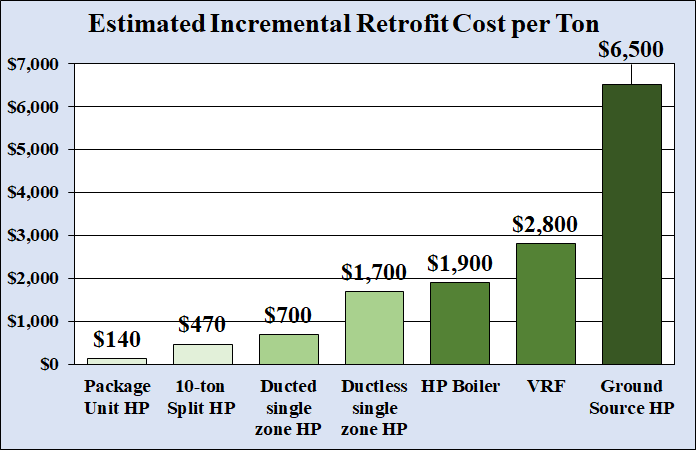 Estimated Incremental Retrofit Cost per Ton
$7,000
$6,000
$5,000
$4,000
$3,000
$2,000
$1,000
$0
$140
$470
$700
$1,700
$1,900
$2,800
$6,500
Package
Unit HP
10-ton
Split HP
Ducted
single
zone HP
Ductless
single
zone HP
HP Boiler
VRF
Ground
Source HP